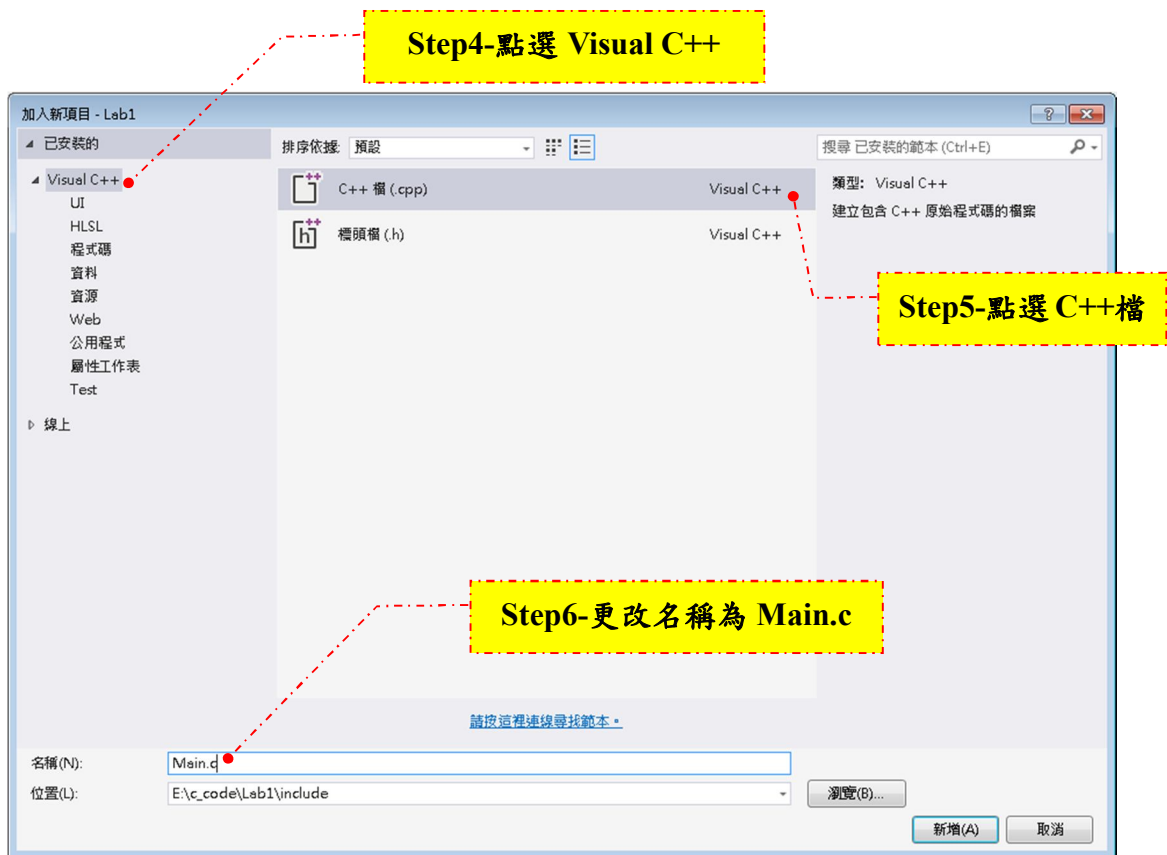 Step4-點選 Visual C++
加入新項目 - Lab1
已安裝的
排序依據: 預設
搜尋 已安裝的範本 (Ctrl+E)
Visual C++
UI
HLSL
程式碼
資料
資源
Web
公用程式
屬性工作表
Test
線上
C++ 檔 (.cpp) Visual C++
標頭檔 (.h) Visual C++
類型: Visual C++
建立包含 C++ 原始程式碼的檔案
Step5-點選 C++檔
Step6-更改名稱為 Main.c
請按這裡連線尋找範本。
名稱(N): Main.c
位置(L): E:\c_code\Lab1\include
瀏覽(B)...
新增(A) 取消